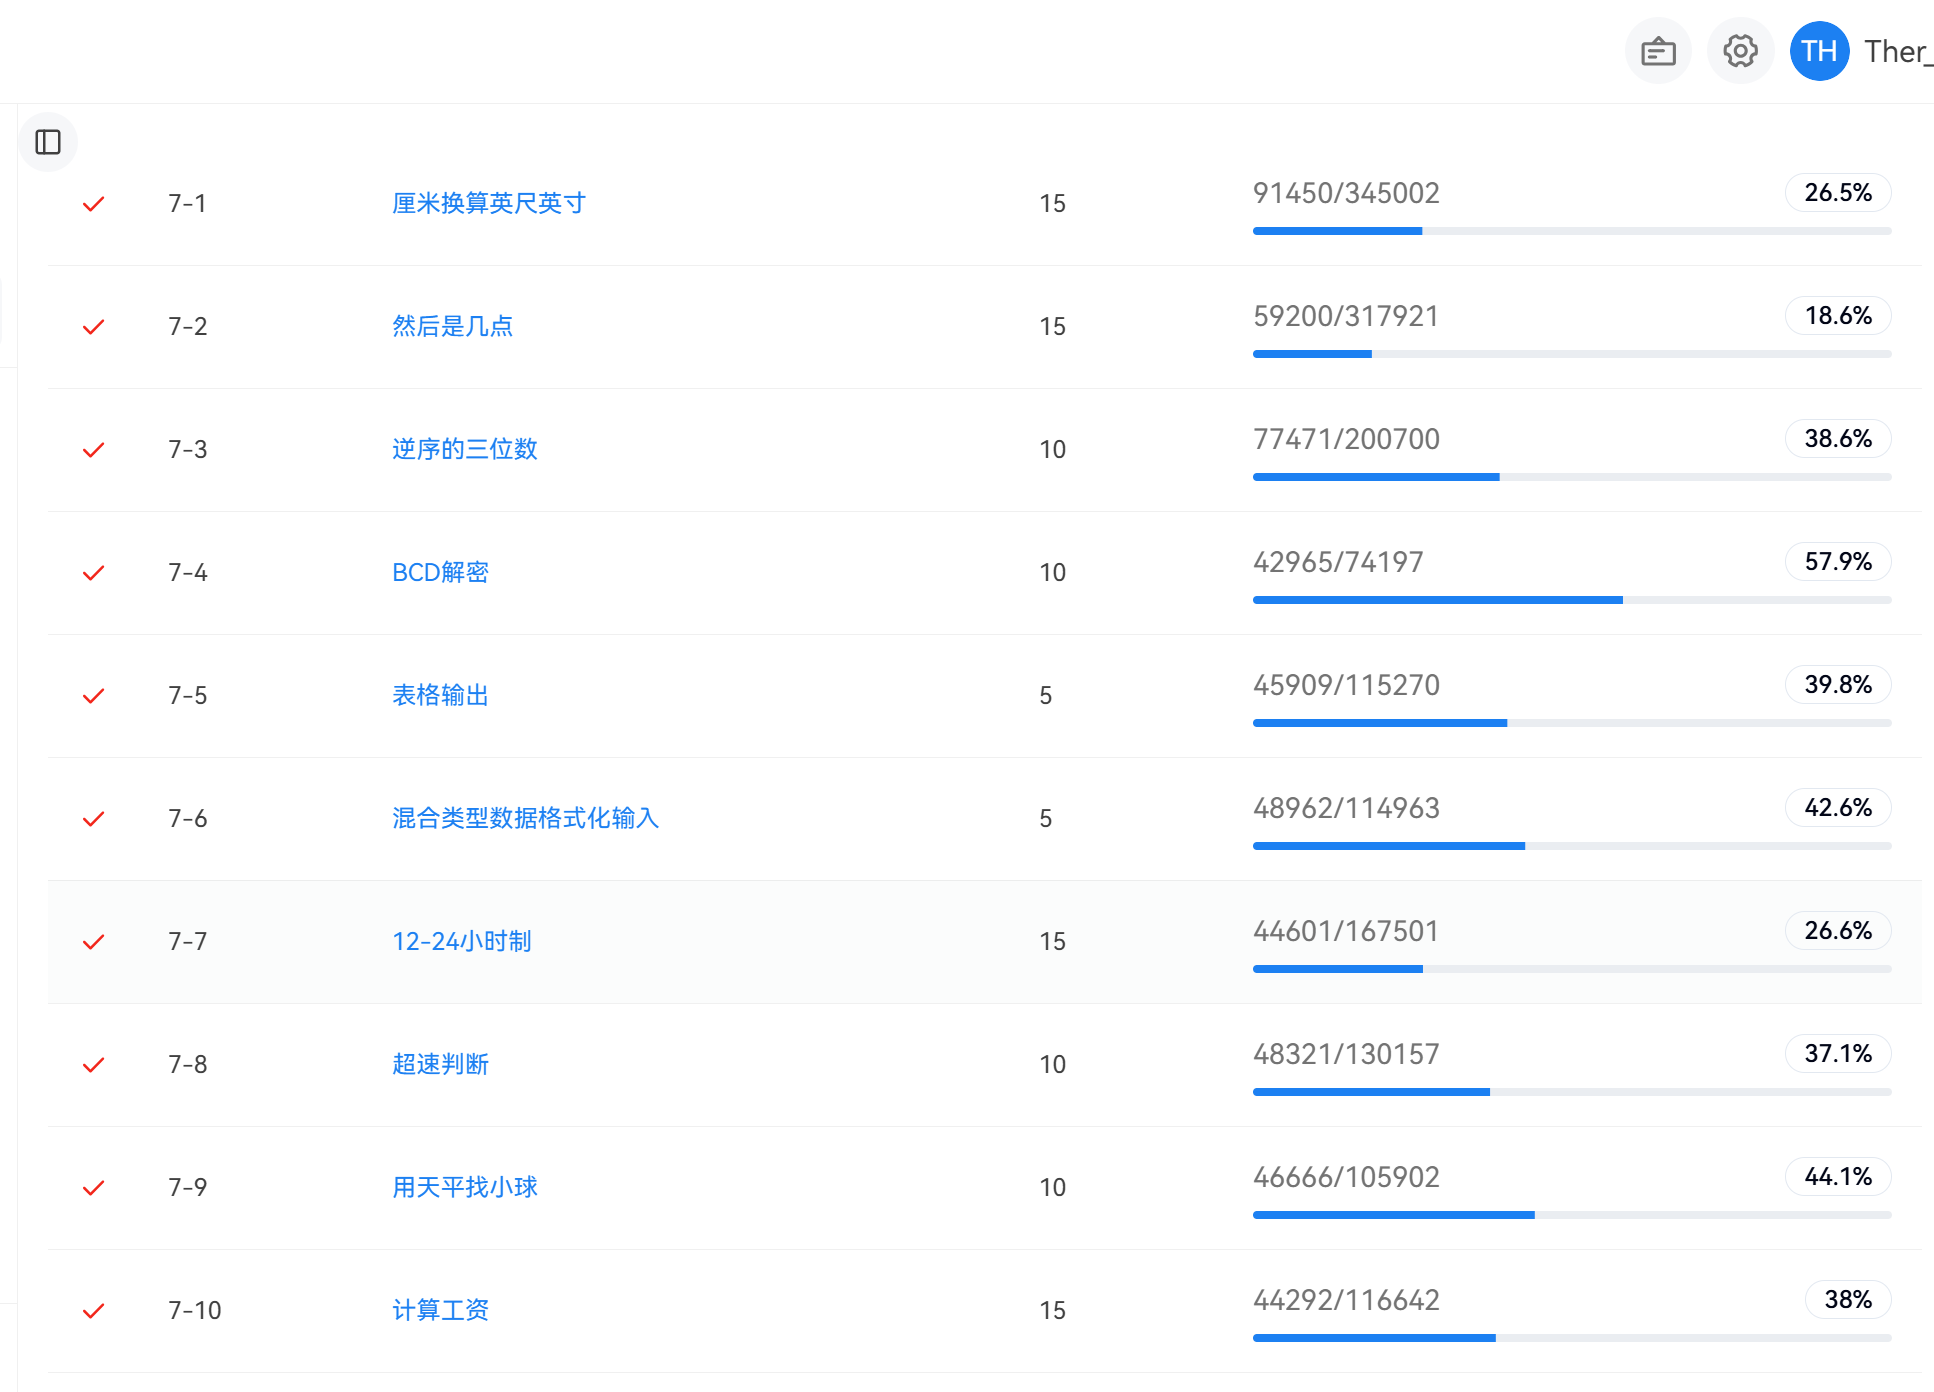 TH Ther_
7-1 厘米换算英尺英寸 15 91450/345002 26.5%
7-2 然后是几点 15 59200/317921 18.6%
7-3 逆序的三位数 10 77471/200700 38.6%
7-4 BCD解密 10 42965/74197 57.9%
7-5 表格输出 5 45909/115270 39.8%
7-6 混合类型数据格式化输入 5 48962/114963 42.6%
7-7 12-24小时制 15 44601/167501 26.6%
7-8 超速判断 10 48321/130157 37.1%
7-9 用天平找小球 10 46666/105902 44.1%
7-10 计算工资 15 44292/116642 38%